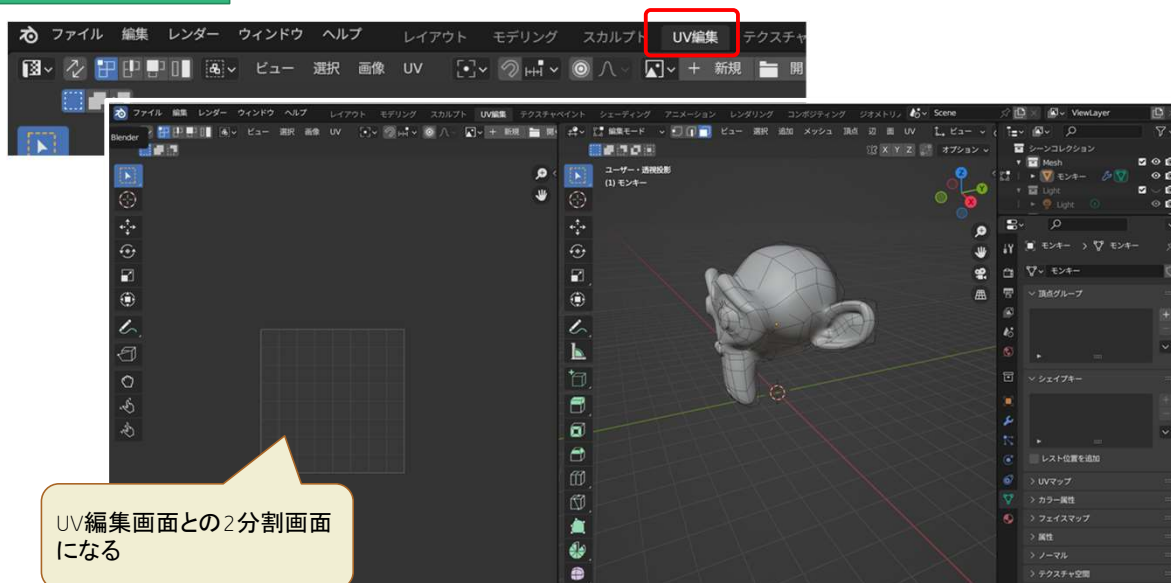 ファイル 編集 レンダー ウィンドウ ヘルプ レイアウト モデリング スカルプト UV編集 テクスチャ
ビュー 選択 画像 UV + 新規 開
ファイル 編集 レンダー ウィンドウ ヘルプ レイアウト モデリング スカルプト UV編集 テクスチャペイント シェーディング アニメーション レンダリング コンポジティング ジオメトリノ Scene ViewLayer
Blender ビュー 選択 画像 UV + 新規 開 編集モード ビュー 選択 追加 メッシュ 頂点 辺 面 UV ビュー
X Y Z オプション
シーンコレクション
ユーザー・透視投影
Mesh
(1) モンキー
モンキー
Light
Light
Z
Y
X
モンキー > モンキー
モンキー
頂点グループ
シェイプキー
レスト位置を追加
UVマップ
カラー属性
フェイスマップ
属性
ノーマル
テクスチャ空間
UV編集画面との2分割画面
になる